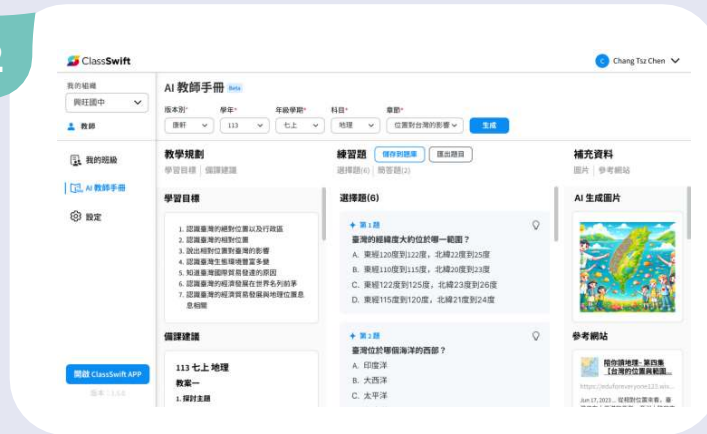 2
ClassSwift
Chang Tsz Chen
我的組織
興旺國中
教師
我的班級
AI 教師手冊
設定
開啟 ClassSwift APP
AI 教師手冊 Beta
版本別* 學年* 年級學期* 科目* 章節*
康軒 113 七上 地理 位置對台灣的影響 生成
教學規劃
學習目標 | 備課建議
學習目標
1. 認識臺灣的絕對位置以及行政區
2. 認識臺灣的相對位置
3. 說出相對位置對臺灣的影響
4. 認識臺灣生態環境豐富多變
5. 知道臺灣國際貿易發達的原因
6. 認識臺灣的經濟發展在世界名列前茅
7. 認識臺灣的經濟貿易發展與地理位置息
息相關
備課建議
113 七上 地理
教案一
1. 探討主題
練習題 儲存到題庫 匯出題目
選擇題(6) | 簡答題(2)
選擇題(6)
第 1 題
臺灣的經緯度大約位於哪一範圍？
A. 東經120度到122度，北緯22度到25度
B. 東經110度到115度，北緯20度到23度
C. 東經122度到125度，北緯23度到26度
D. 東經115度到120度，北緯21度到24度
第 2 題
臺灣位於哪個海洋的西部？
A. 印度洋
B. 大西洋
C. 太平洋
補充資料
圖片 | 參考網站
AI 生成圖片
參考網站
陪你讀地理- 第四集
【台灣的位置與範圍...
https://eduforeveryone123.wix...
Jun 17, 2023 ... 從相對位置來看，臺